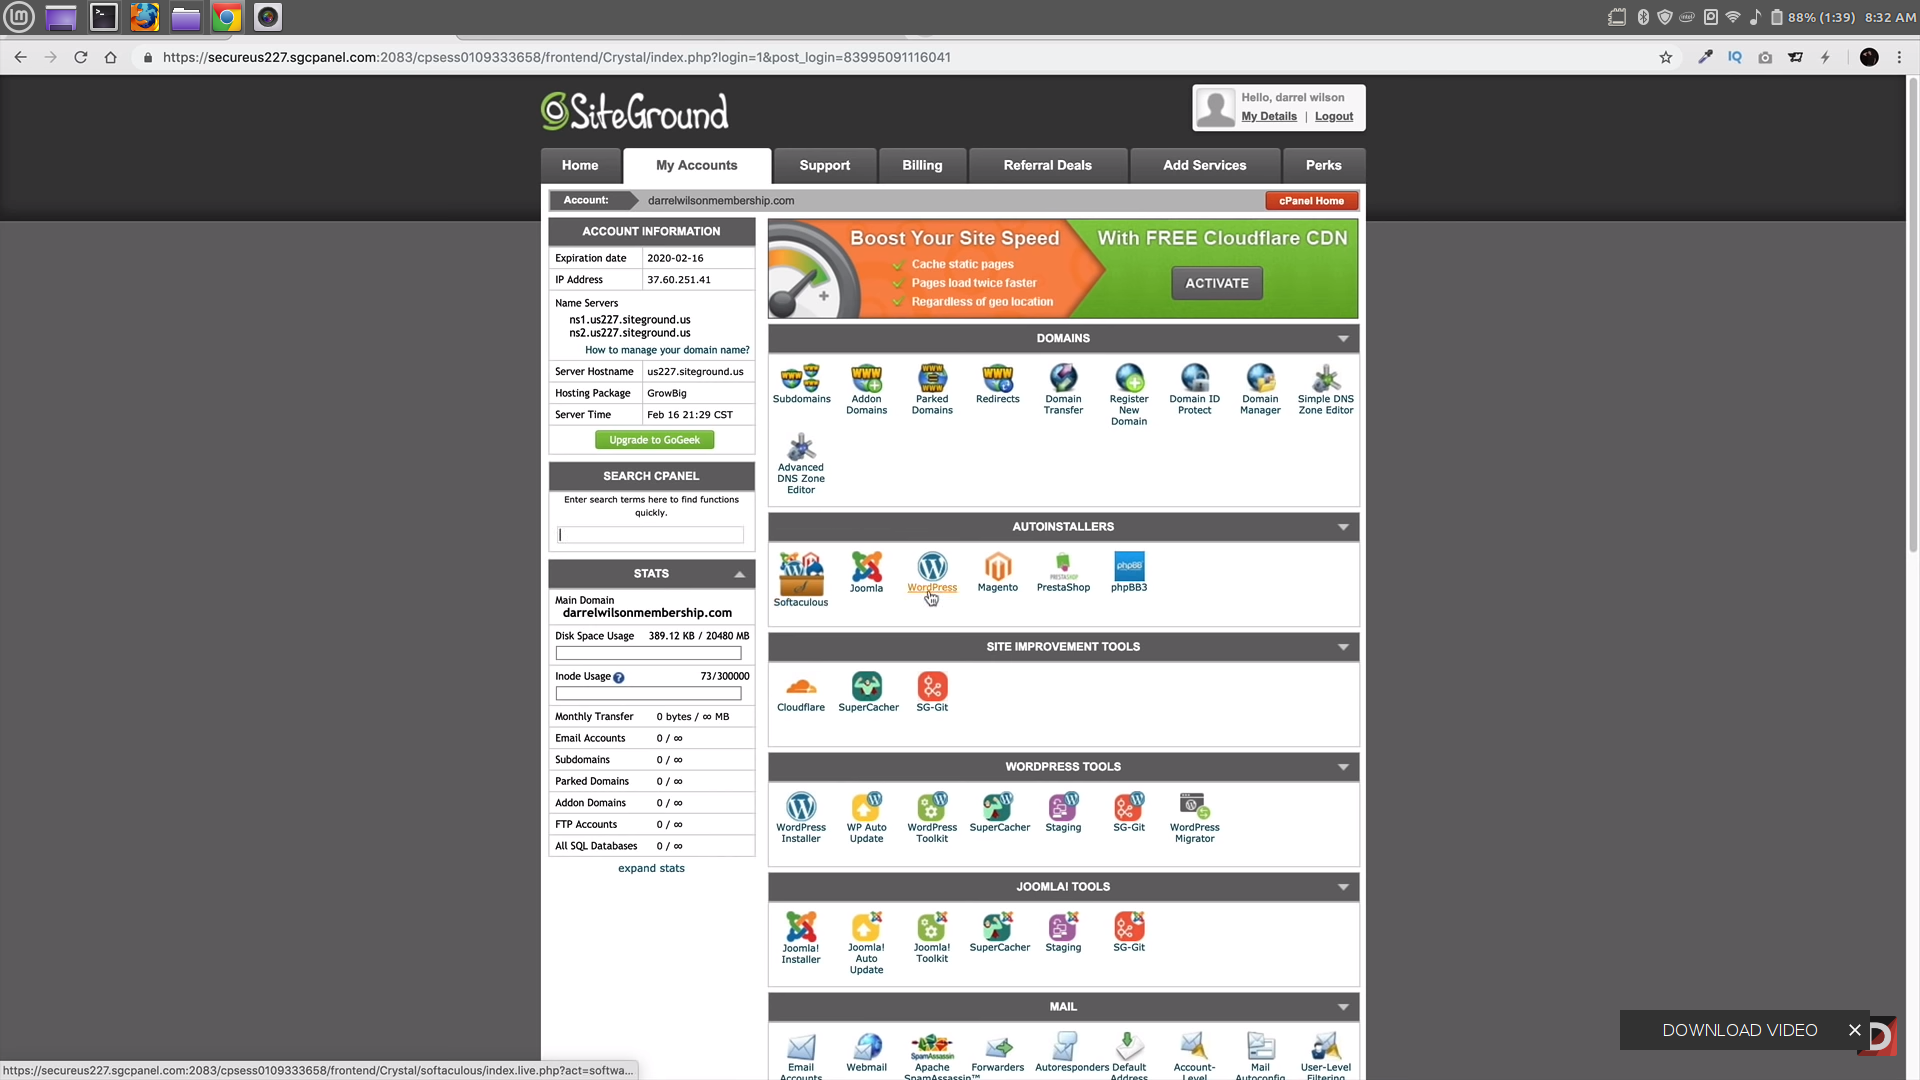 88% (1:39) 8:32 AM
https://secureus227.sgcpanel.com:2083/cpsess0109333658/frontend/Crystal/index.php?login=1&post_login=83995091116041
IQ
SiteGround
Hello, darrel wilson
My Details | Logout
Home
My Accounts
Support
Billing
Referral Deals
Add Services
Perks
Account:
darrelwilsonmembership.com
cPanel Home
ACCOUNT INFORMATION
Expiration date 2020-02-16
IP Address 37.60.251.41
Name Servers
ns1.us227.siteground.us
ns2.us227.siteground.us
How to manage your domain name?
Server Hostname us227.siteground.us
Hosting Package GrowBig
Server Time Feb 16 21:29 CST
Upgrade to GoGeek
SEARCH CPANEL
Enter search terms here to find functions
quickly.
STATS
Main Domain
darrelwilsonmembership.com
Disk Space Usage 389.12 KB / 20480 MB
Inode Usage ? 73/300000
Monthly Transfer 0 bytes / ∞ MB
Email Accounts 0 / ∞
Subdomains 0 / ∞
Parked Domains 0 / ∞
Addon Domains 0 / ∞
FTP Accounts 0 / ∞
All SQL Databases 0 / ∞
expand stats
Boost Your Site Speed
Cache static pages
Pages load twice faster
Regardless of geo location
With FREE Cloudflare CDN
ACTIVATE
DOMAINS
Subdomains
Addon
Domains
Parked
Domains
Redirects
Domain
Transfer
Register
New
Domain
Domain ID
Protect
Domain
Manager
Simple DNS
Zone Editor
Advanced
DNS Zone
Editor
AUTOINSTALLERS
Softaculous
Joomla
WordPress
Magento
PrestaShop
phpBB3
SITE IMPROVEMENT TOOLS
Cloudflare
SuperCacher
SG-Git
WORDPRESS TOOLS
WordPress
Installer
WP Auto
Update
WordPress
Toolkit
SuperCacher
Staging
SG-Git
WordPress
Migrator
JOOMLA! TOOLS
Joomla!
Installer
Joomla!
Auto
Update
Joomla!
Toolkit
SuperCacher
Staging
SG-Git
MAIL
Email
Accounts
Webmail
Apache
SpamAssassin™
Forwarders
Autoresponders
Default
Address
Account-
Level
Mail
Autoconfig
User-Level
Filtering
DOWNLOAD VIDEO
https://secureus227.sgcpanel.com:2083/cpsess0109333658/frontend/Crystal/softaculous/index.live.php?act=softwa...